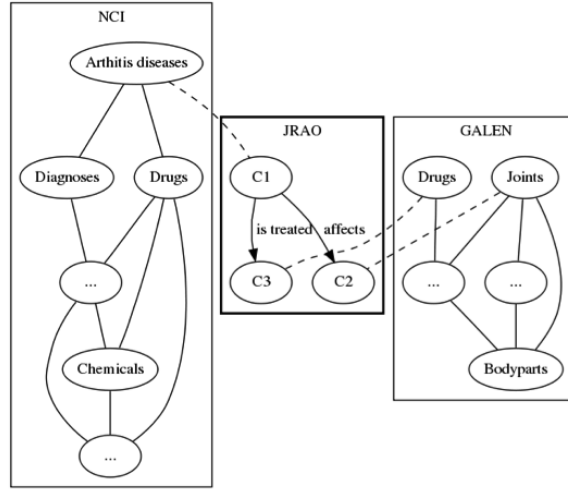 NCI
Arthitis diseases
Diagnoses
Drugs
...
Chemicals
...
JRAO
C1
is treated
affects
C3
C2
GALEN
Drugs
Joints
...
...
Bodyparts